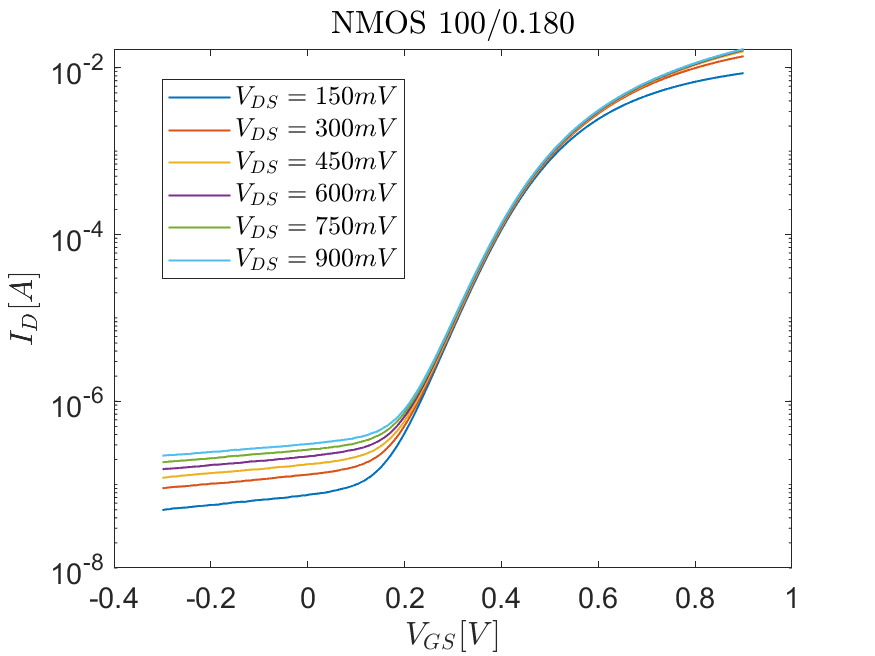 NMOS 100/0.180
10^-2
10^-4
10^-6
10^-8
I_D[A]
V_DS = 150mV
V_DS = 300mV
V_DS = 450mV
V_DS = 600mV
V_DS = 750mV
V_DS = 900mV
-0.4 -0.2 0 0.2 0.4 0.6 0.8 1
V_GS[V]